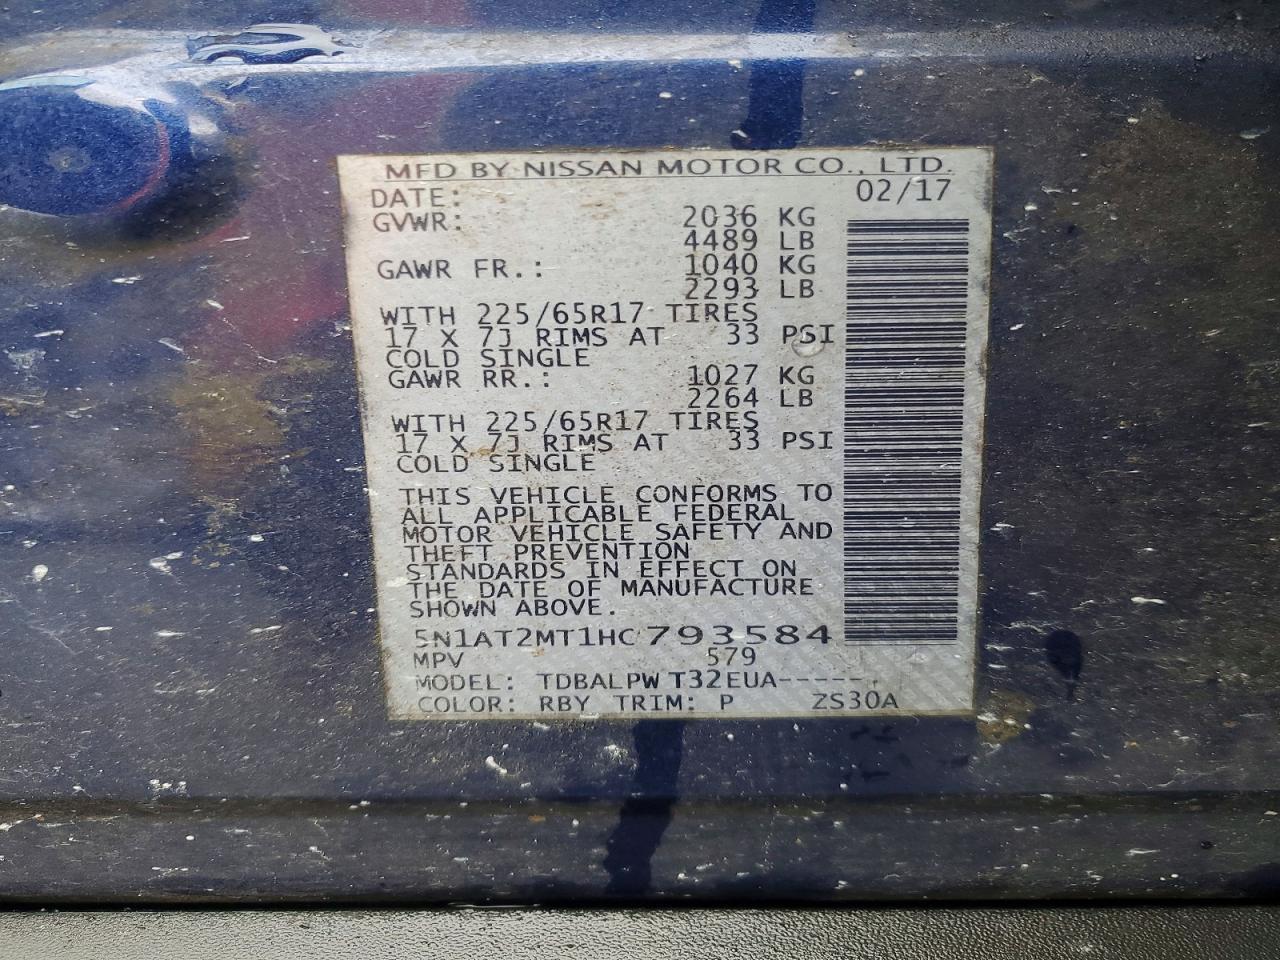 MFD BY NISSAN MOTOR CO., LTD.
DATE: 02/17
GVWR: 2036 KG
4489 LB
GAWR FR.: 1040 KG
2293 LB
WITH 225/65R17 TIRES
17 X 7J RIMS AT 33 PSI
COLD SINGLE
GAWR RR.: 1027 KG
2264 LB
WITH 225/65R17 TIRES
17 X 7J RIMS AT 33 PSI
COLD SINGLE
THIS VEHICLE CONFORMS TO
ALL APPLICABLE FEDERAL
MOTOR VEHICLE SAFETY AND
THEFT PREVENTION
STANDARDS IN EFFECT ON
THE DATE OF MANUFACTURE
SHOWN ABOVE.
5N1AT2MT1HC793584
MPV 579
MODEL: TDBALPW T32EUA-----
COLOR: RBY TRIM: P ZS30A